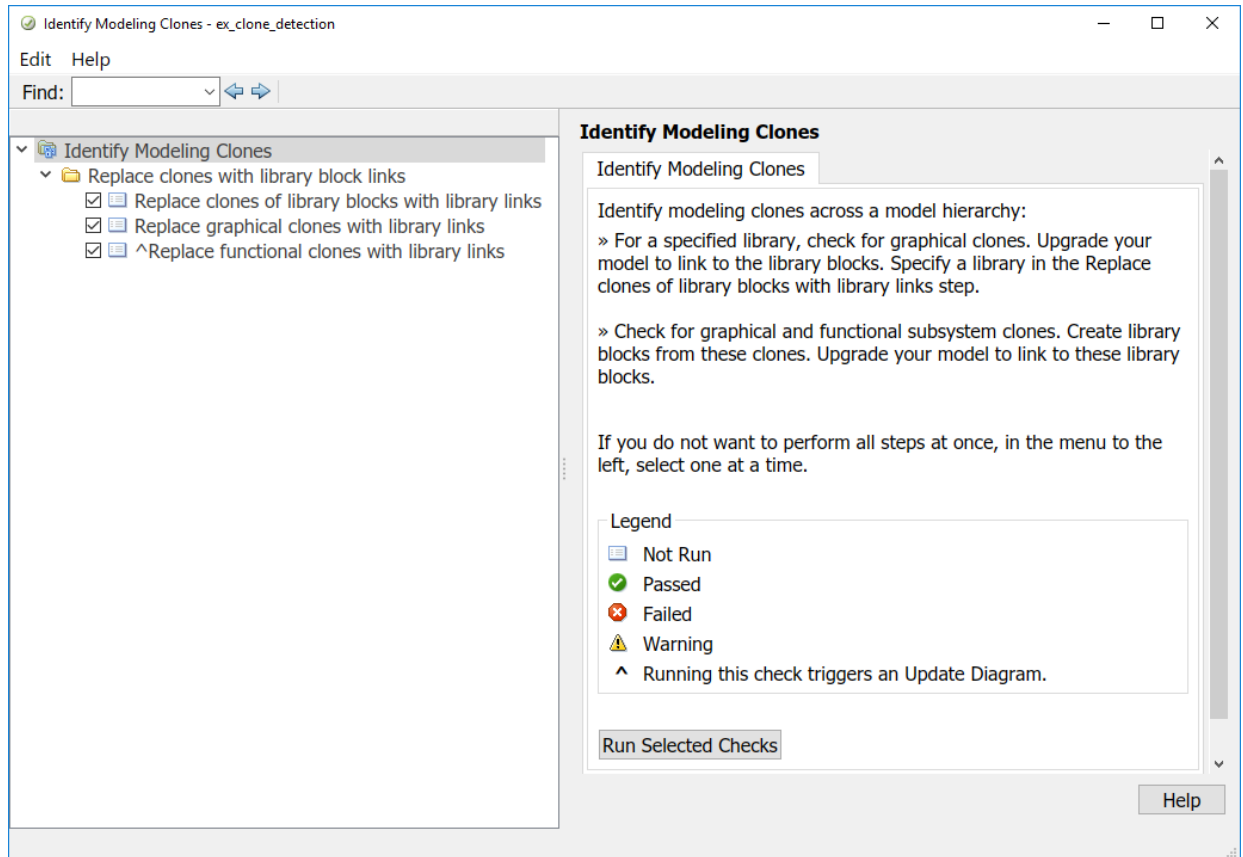 Identify Modeling Clones - ex_clone_detection
Edit Help
Find:
Identify Modeling Clones
Replace clones with library block links
Replace clones of library blocks with library links
Replace graphical clones with library links
^Replace functional clones with library links
Identify Modeling Clones
Identify Modeling Clones
Identify modeling clones across a model hierarchy:
» For a specified library, check for graphical clones. Upgrade your
model to link to the library blocks. Specify a library in the Replace
clones of library blocks with library links step.
» Check for graphical and functional subsystem clones. Create library
blocks from these clones. Upgrade your model to link to these library
blocks.
If you do not want to perform all steps at once, in the menu to the
left, select one at a time.
Legend
Not Run
Passed
Failed
Warning
^ Running this check triggers an Update Diagram.
Run Selected Checks
Help